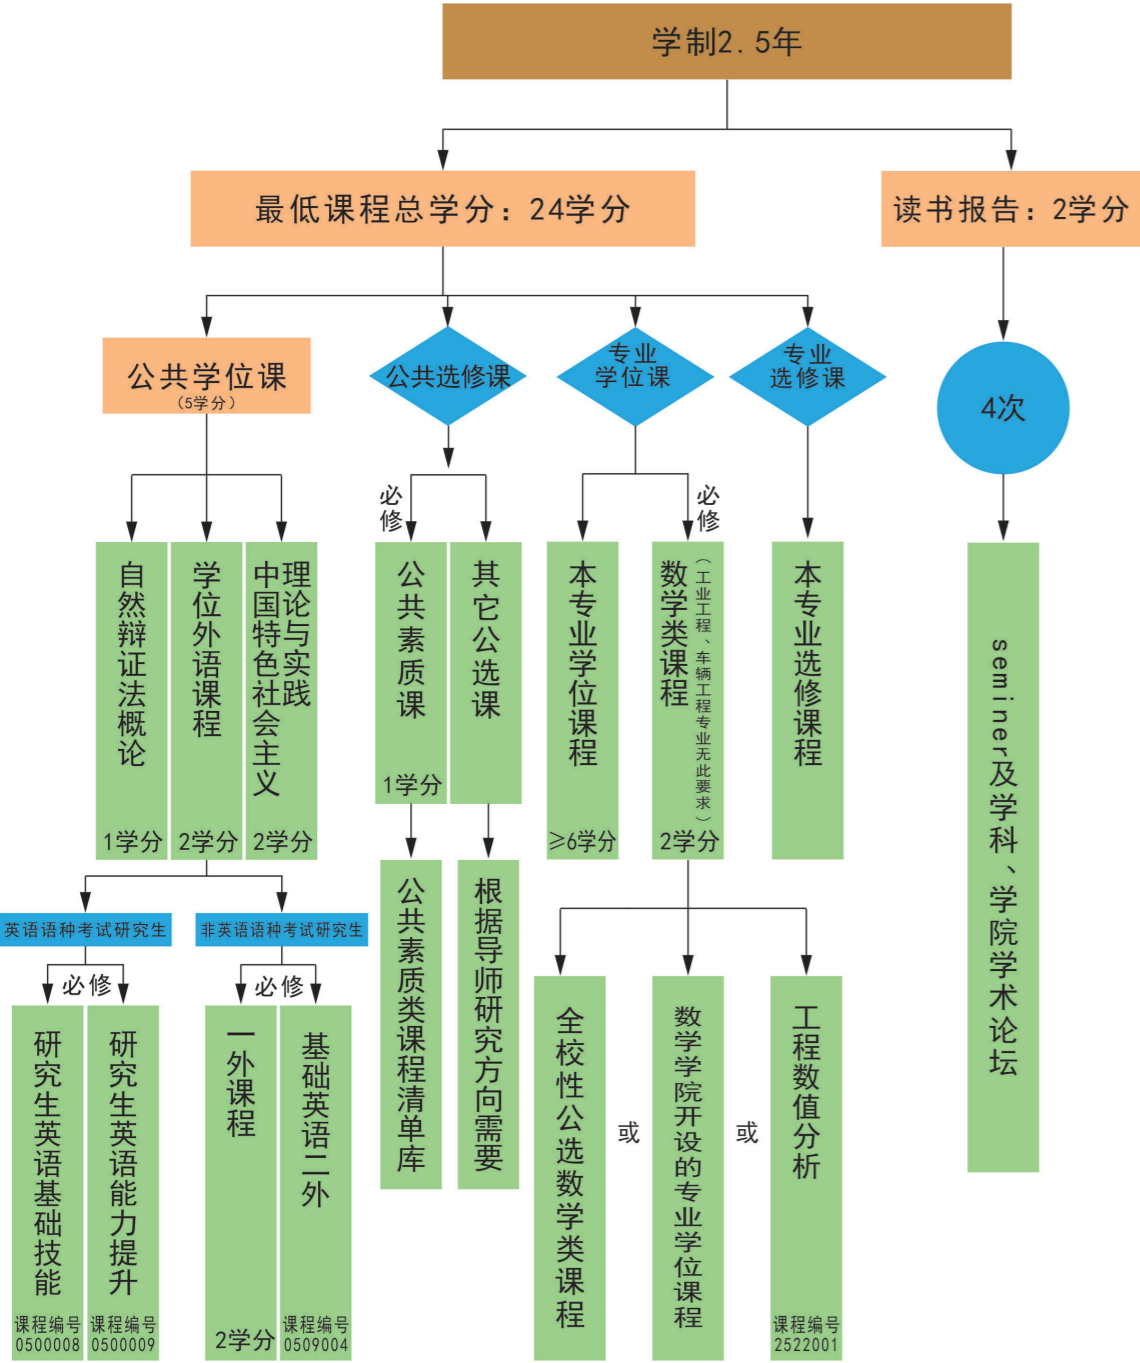 学制2.5年
最低课程总学分：24学分
读书报告：2学分
公共学位课
（5学分）
公共选修课
专业
学位课
专业
选修课
4次
必修
必修
自然辩证法概论
1学分
学位外语课程
2学分
中国特色社会主义
理论与实践
2学分
公共素质课
1学分
其它公选课
本专业学位课程
≥6学分
数学类课程
（工业工程、车辆工程专业无此要求）
2学分
本专业选修课程
seminer及学科、学院学术论坛
英语语种考试研究生
非英语语种考试研究生
公共素质类课程清单库
根据导师研究方向需要
必修
必修
研究生英语基础技能
课程编号
0500008
研究生英语能力提升
课程编号
0500009
一外课程
2学分
基础英语二外
课程编号
0509004
全校性公选数学类课程
或
数学学院开设的专业学位课程
或
工程数值分析
课程编号
2522001